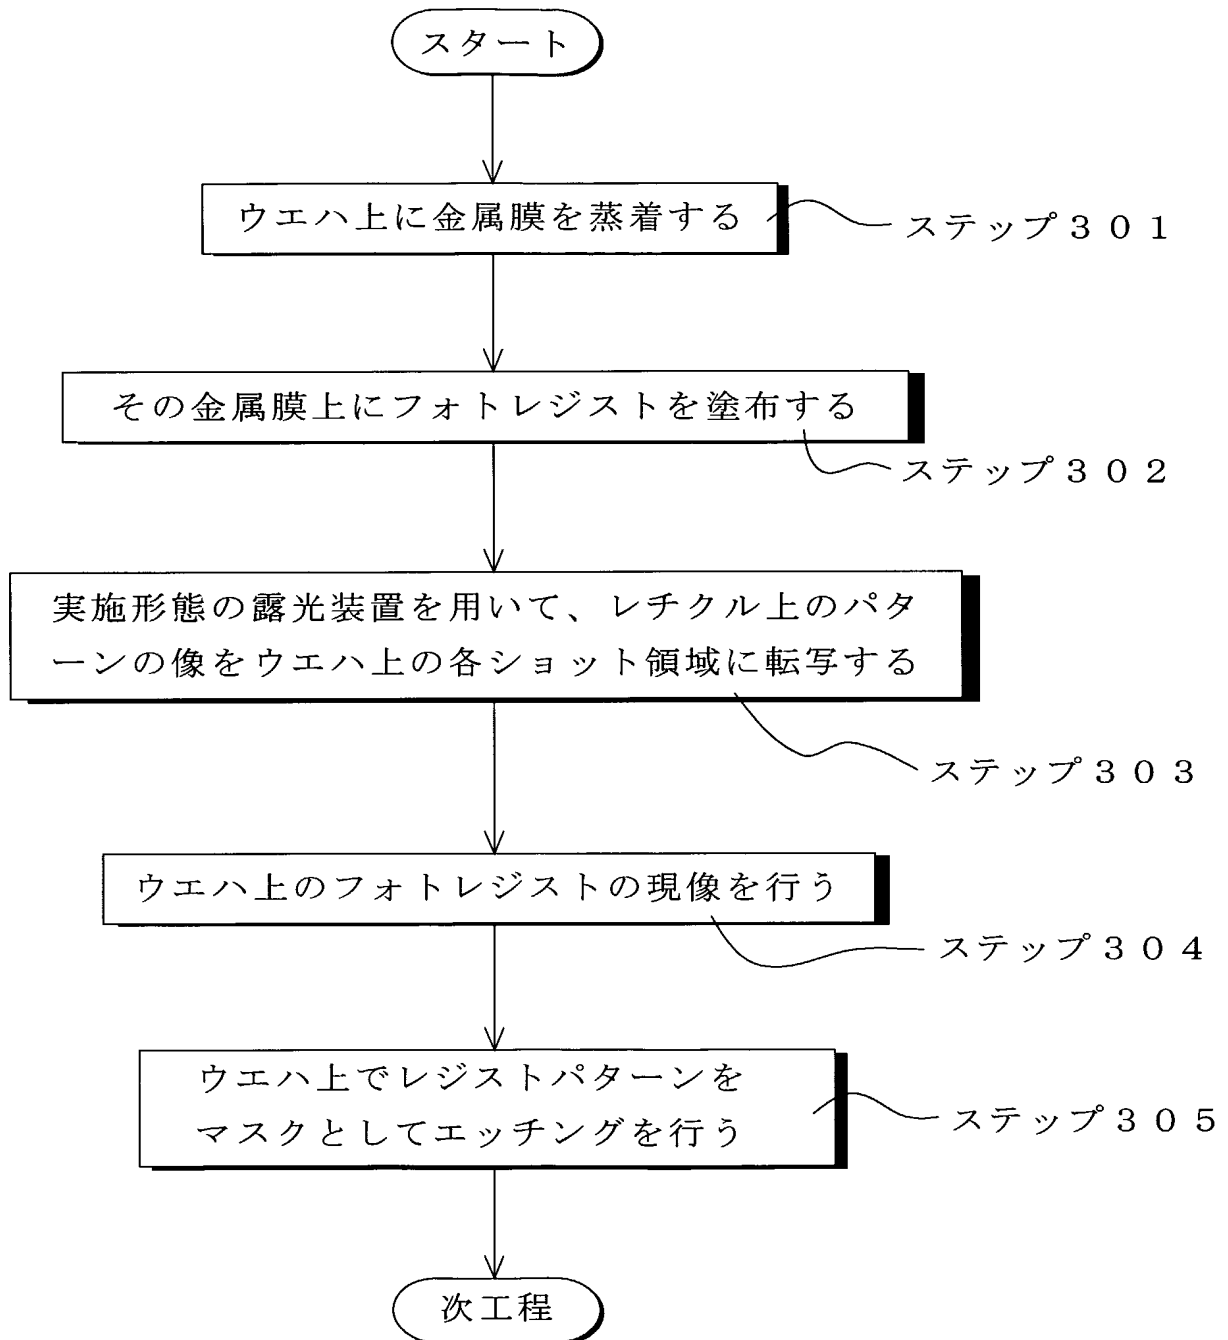 スタート
ウエハ上に金属膜を蒸着する
ステップ３０１
その金属膜上にフォトレジストを塗布する
ステップ３０２
実施形態の露光装置を用いて、レチクル上のパタ
ーンの像をウエハ上の各ショット領域に転写する
ステップ３０３
ウエハ上のフォトレジストの現像を行う
ステップ３０４
ウエハ上でレジストパターンを
マスクとしてエッチングを行う
ステップ３０５
次工程